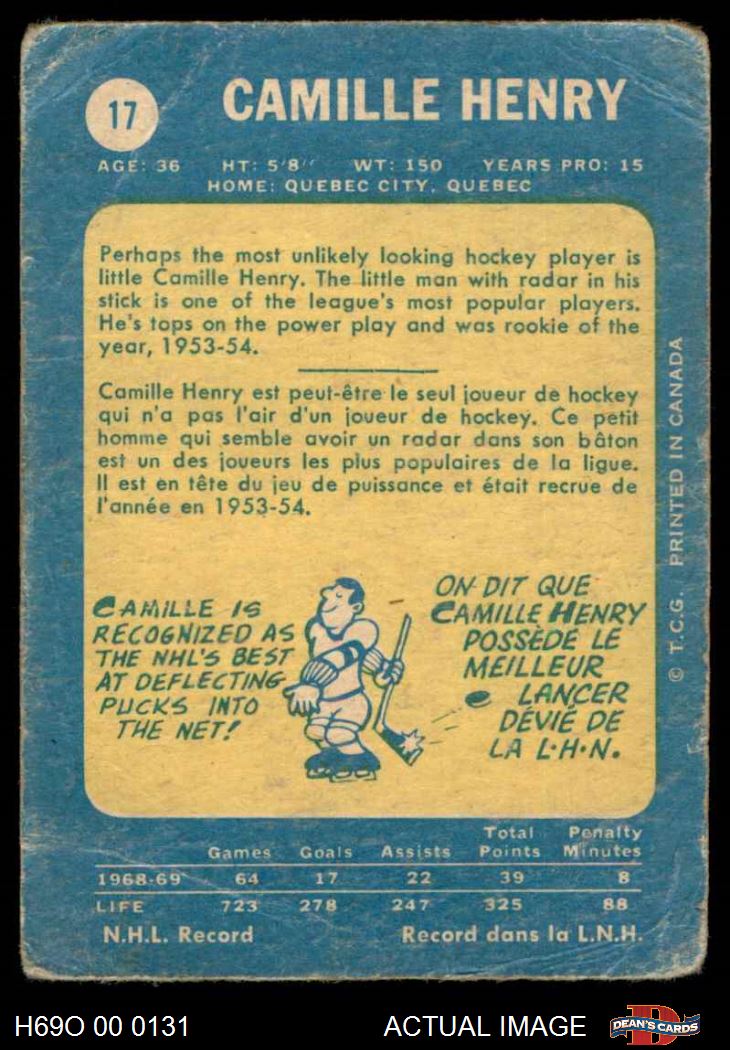 17
CAMILLE HENRY
AGE: 36 HT: 5'8'' WT: 150 YEARS PRO: 15
HOME: QUEBEC CITY, QUEBEC
Perhaps the most unlikely looking hockey player is
little Camille Henry. The little man with radar in his
stick is one of the league's most popular players.
He's tops on the power play and was rookie of the
year, 1953-54.
Camille Henry est peut-être le seul joueur de hockey
qui n'a pas l'air d'un joueur de hockey. Ce petit
homme qui semble avoir un radar dans son bâton
est un des joueurs les plus populaires de la ligue.
Il est en tête du jeu de puissance et était recrue de
l'année en 1953-54.
CAMILLE IS
RECOGNIZED AS
THE NHL'S BEST
AT DEFLECTING
PUCKS INTO
THE NET!
ON DIT QUE
CAMILLE HENRY
POSSÈDE LE
MEILLEUR
LANCER
DÉVIÉ DE
LA L·H·N.
© T.C.G. PRINTED IN CANADA
Games Goals Assists Total Points Penalty Minutes
1968-69 64 17 22 39 8
LIFE 723 278 247 325 88
N.H.L. Record Record dans la L.N.H.
H69O 00 0131 ACTUAL IMAGE
DEAN'S CARDS